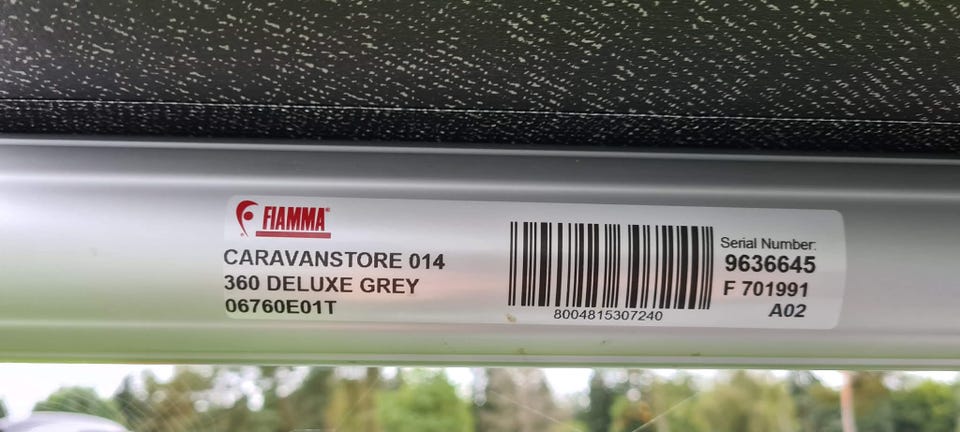 FIAMMA®
CARAVANSTORE 014
360 DELUXE GREY
06760E01T
8004815307240
Serial Number:
9636645
F 701991
A02